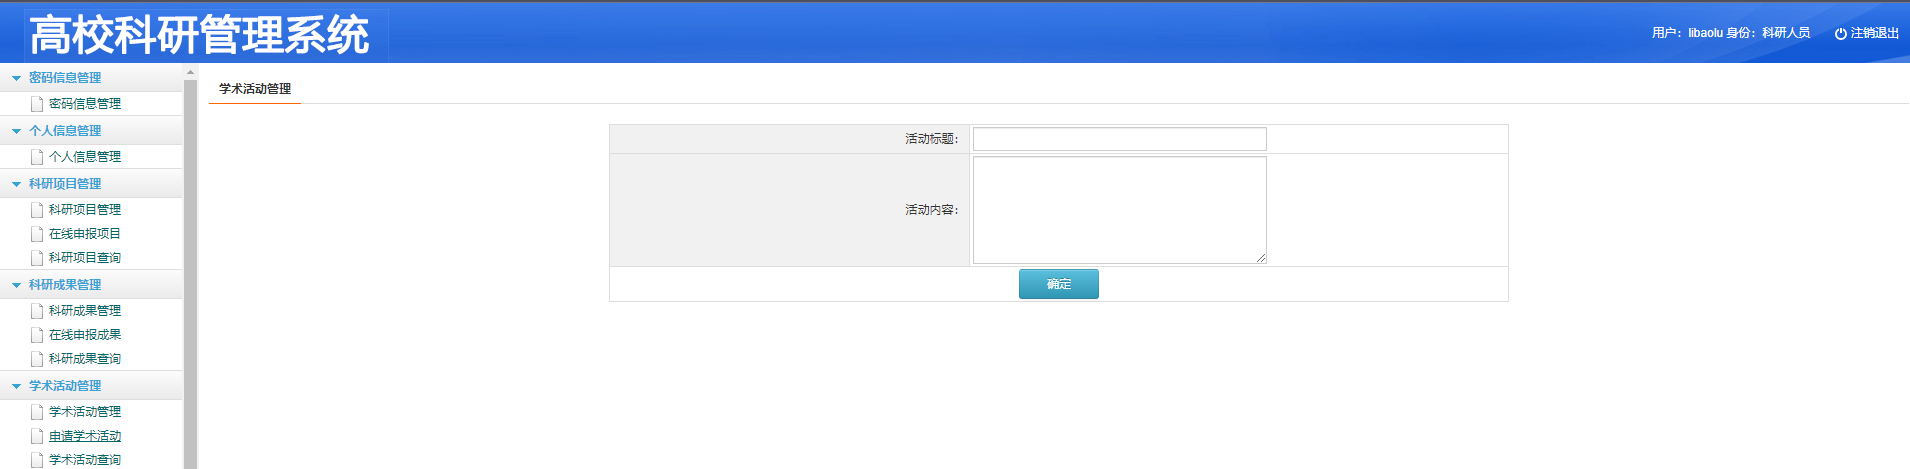 高校科研管理系统
用户：libaolu 身份：科研人员
注销退出
密码信息管理
密码信息管理
个人信息管理
个人信息管理
科研项目管理
科研项目管理
在线申报项目
科研项目查询
科研成果管理
科研成果管理
在线申报成果
科研成果查询
学术活动管理
学术活动管理
申请学术活动
学术活动查询
学术活动管理
活动标题：
活动内容：
确定